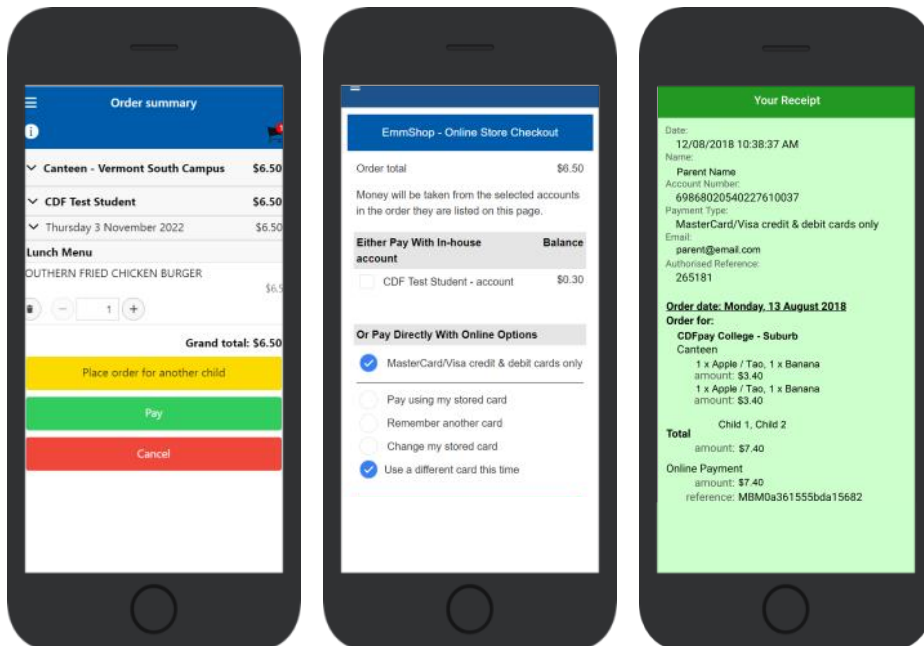 Order summary
i
1
Canteen - Vermont South Campus $6.50
CDF Test Student $6.50
Thursday 3 November 2022 $6.50
Lunch Menu
OUTHERN FRIED CHICKEN BURGER
$6.5
1
Grand total: $6.50
Place order for another child
Pay
Cancel
EmmShop - Online Store Checkout
Order total $6.50
Money will be taken from the selected accounts
in the order they are listed on this page.
Either Pay With In-house Balance
account
CDF Test Student - account $0.30
Or Pay Directly With Online Options
MasterCard/Visa credit & debit cards only
Pay using my stored card
Remember another card
Change my stored card
Use a different card this time
Your Receipt
Date:
12/08/2018 10:38:37 AM
Name:
Parent Name
Account Number:
69868020540227610037
Payment Type:
MasterCard/Visa credit & debit cards only
Email:
parent@email.com
Authorised Reference:
265181
Order date: Monday, 13 August 2018
Order for:
CDFpay College - Suburb
Canteen
1 x Apple / Tao, 1 x Banana
amount: $3.40
1 x Apple / Tao, 1 x Banana
amount: $3.40
Child 1, Child 2
Total
amount: $7.40
Online Payment
amount: $7.40
reference: MBM0a361555bda15682